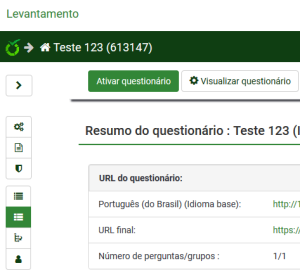 Levantamento
Teste 123 (613147)
Ativar questionário
Visualizar questionário
Resumo do questionário : Teste 123 (
URL do questionário:
Português (do Brasil) (Idioma base):
http://1
URL final:
https://
Número de perguntas/grupos :
1/1